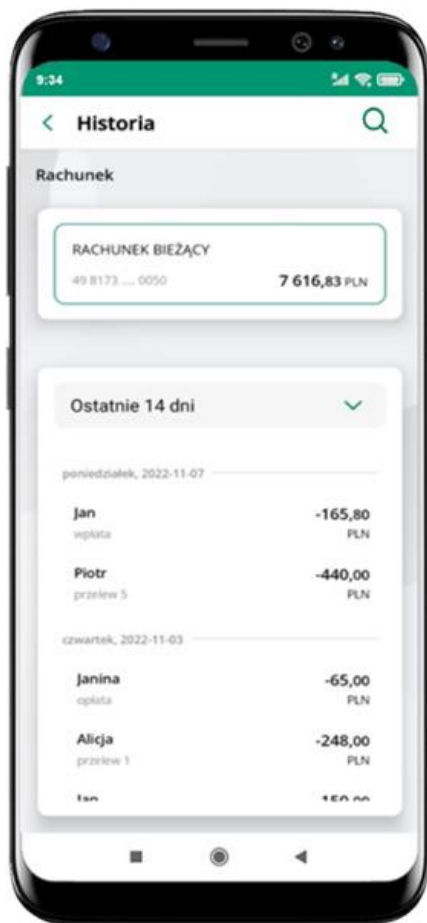 9:34
Historia
Rachunek
RACHUNEK BIEŻĄCY
49 8173 .... 0050 7 616,83 PLN
Ostatnie 14 dni
poniedziałek, 2022-11-07
Jan -165,80
wpłata PLN
Piotr -440,00
przelew 5 PLN
czwartek, 2022-11-03
Janina -65,00
opłata PLN
Alicja -248,00
przelew 1 PLN
Jan